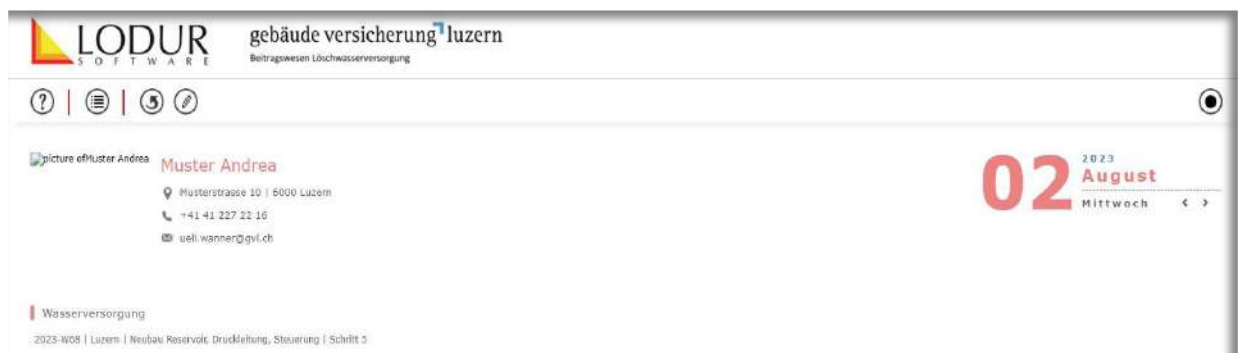 LODUR
SOFTWARE
gebäude versicherung luzern
Beitragswesen Löschwasserversorgung
?
picture ofMuster Andrea
Muster Andrea
Musterstrasse 10 | 6000 Luzern
+41 41 227 22 16
ueli.wanner@gvl.ch
02
2023
August
Mittwoch < >
Wasserversorgung
2023-W68 | Luzern | Neubau Reservoir, Druckleitung, Steuerung | Schritt 5